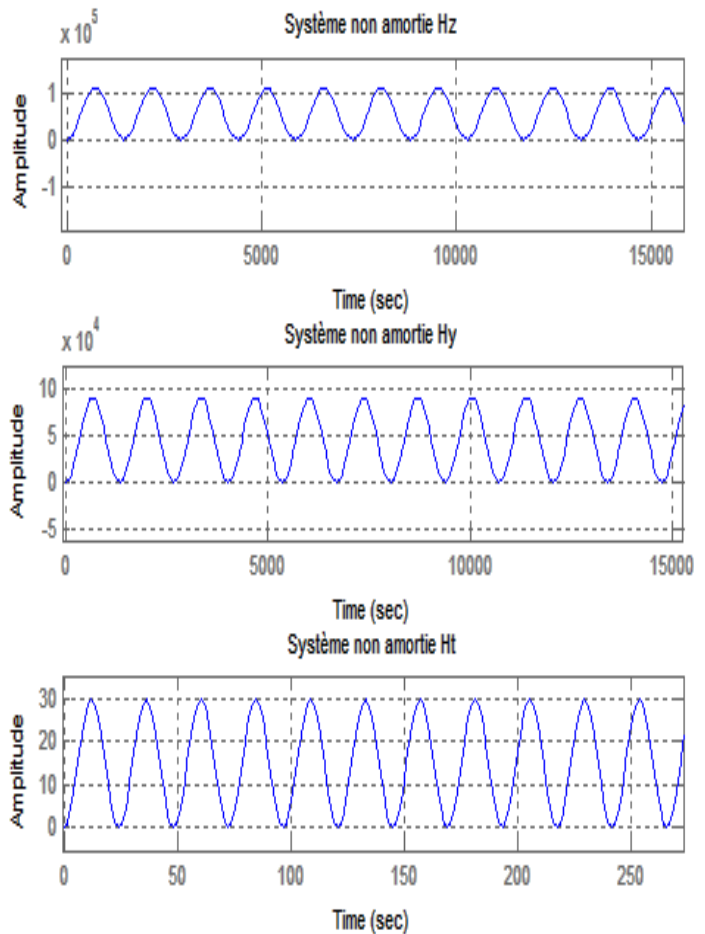 Système non amortie Hz
x 10^5
Amplitude
1
0
-1
0 5000 10000 15000
Time (sec)
Système non amortie Hy
x 10^4
Amplitude
10
5
0
-5
0 5000 10000 15000
Time (sec)
Système non amortie Ht
Amplitude
30
20
10
0
0 50 100 150 200 250
Time (sec)